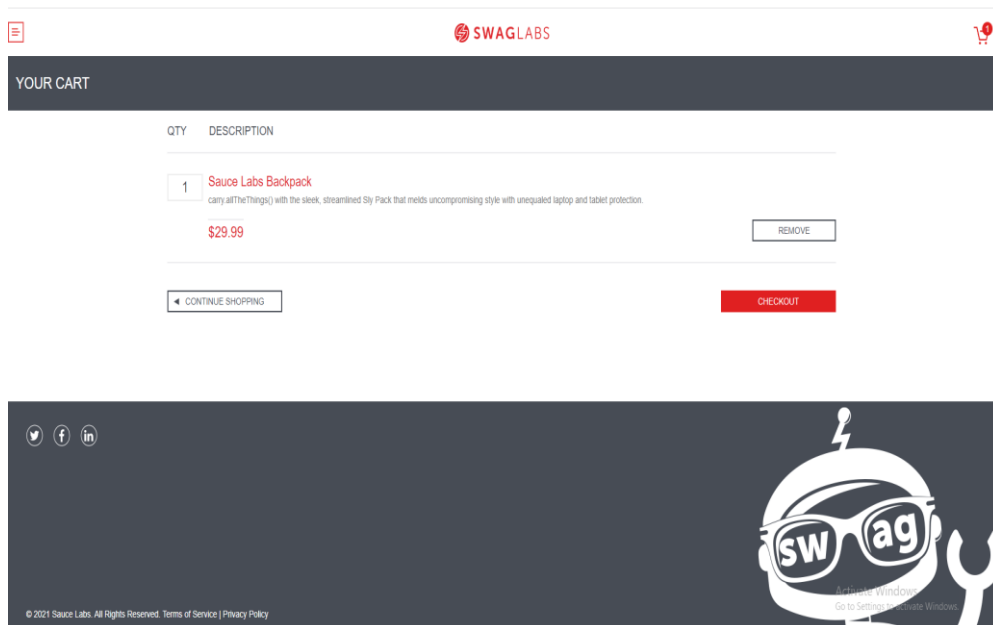 SWAGLABS
1
YOUR CART
QTY DESCRIPTION
1 Sauce Labs Backpack
carry.allTheThings() with the sleek, streamlined Sly Pack that melds uncompromising style with unequaled laptop and tablet protection.
$29.99
REMOVE
CONTINUE SHOPPING
CHECKOUT
f in
sw ag
Activate Windows
Go to Settings to activate Windows.
© 2021 Sauce Labs. All Rights Reserved. Terms of Service | Privacy Policy